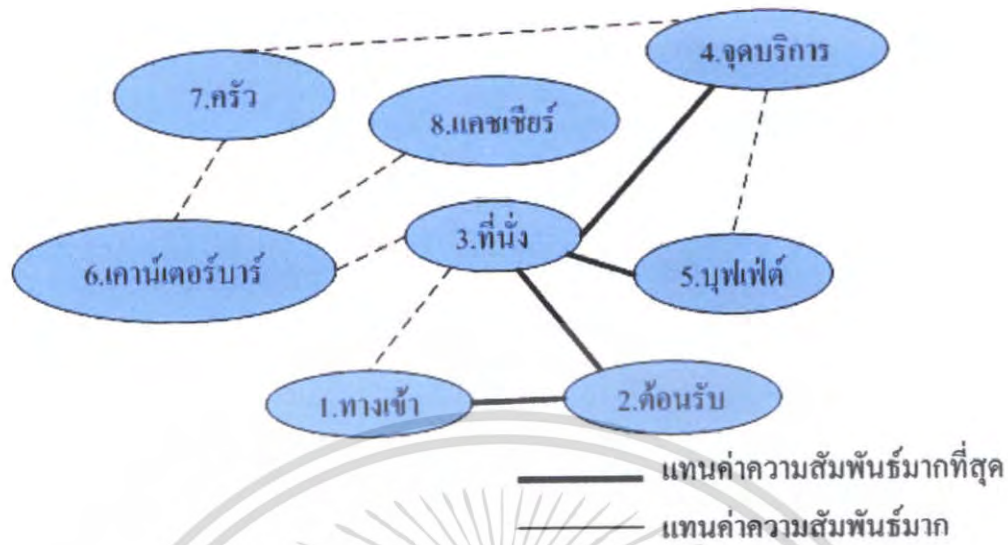 4.จุดบริการ
7.ครัว
8.แคชเชียร์
3.ที่นั่ง
6.เคาน์เตอร์บาร์
5.บุฟเฟ่ต์
1.ทางเข้า
2.ต้อนรับ
แทนค่าความสัมพันธ์มากที่สุด
แทนค่าความสัมพันธ์มาก